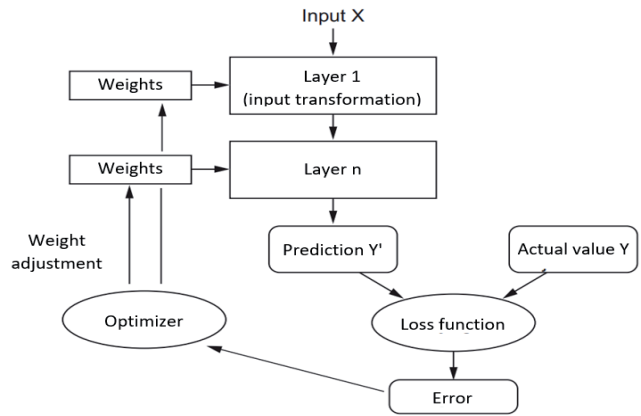 Input X
Layer 1
(input transformation)
Weights
Weights
Layer n
Weight
adjustment
Prediction Y'
Actual value Y
Optimizer
Loss function
Error